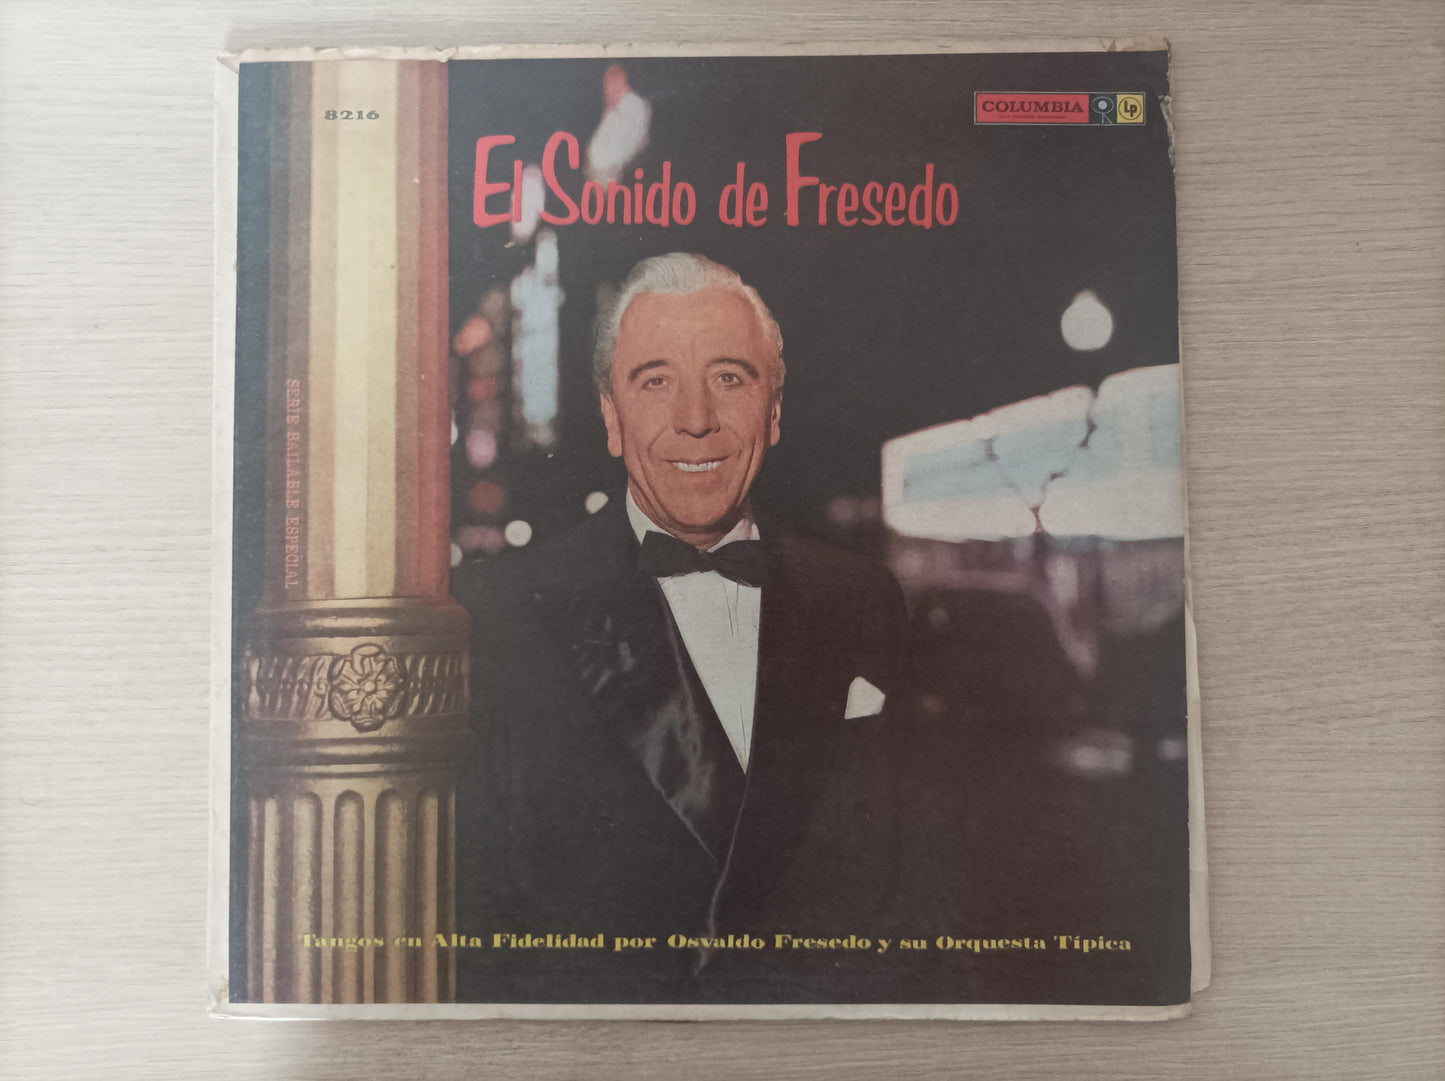 8216
COLUMBIA
Lp
El Sonido de Fresedo
SERIE BAILABLE ESPECIAL
Tangos en Alta Fidelidad por Osvaldo Fresedo y su Orquesta Típica